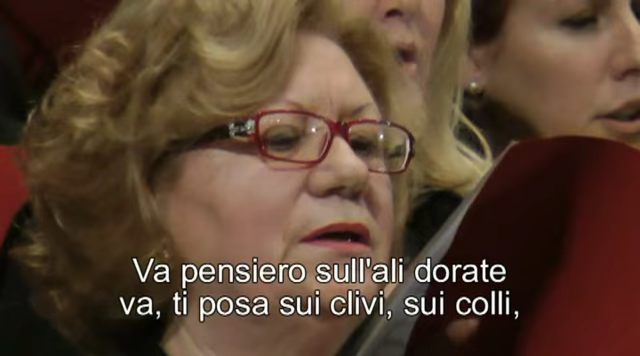 Va pensiero sull'ali dorate
va, ti posa sui clivi, sui colli,